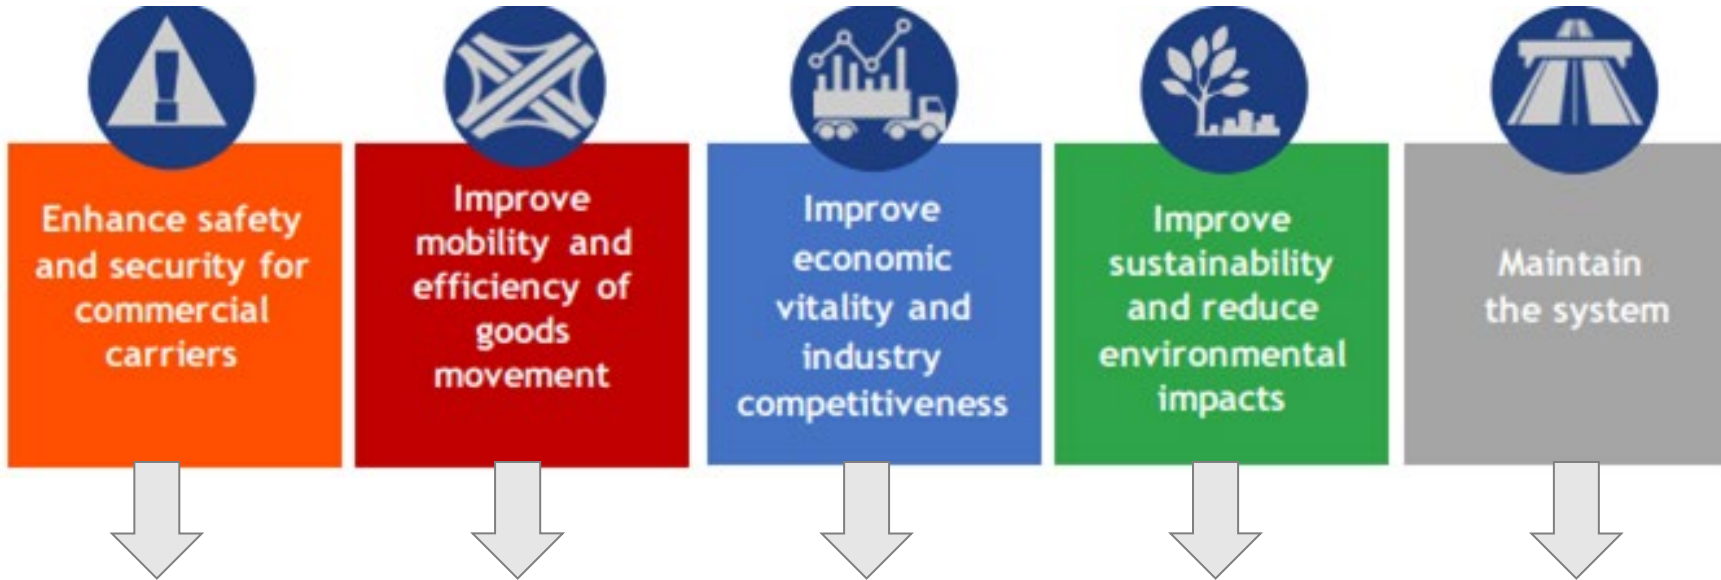 Enhance safety
and security for
commercial
carriers
Improve
mobility and
efficiency of
goods
movement
Improve
economic
vitality and
industry
competitiveness
Improve
sustainability
and reduce
environmental
impacts
Maintain
the system